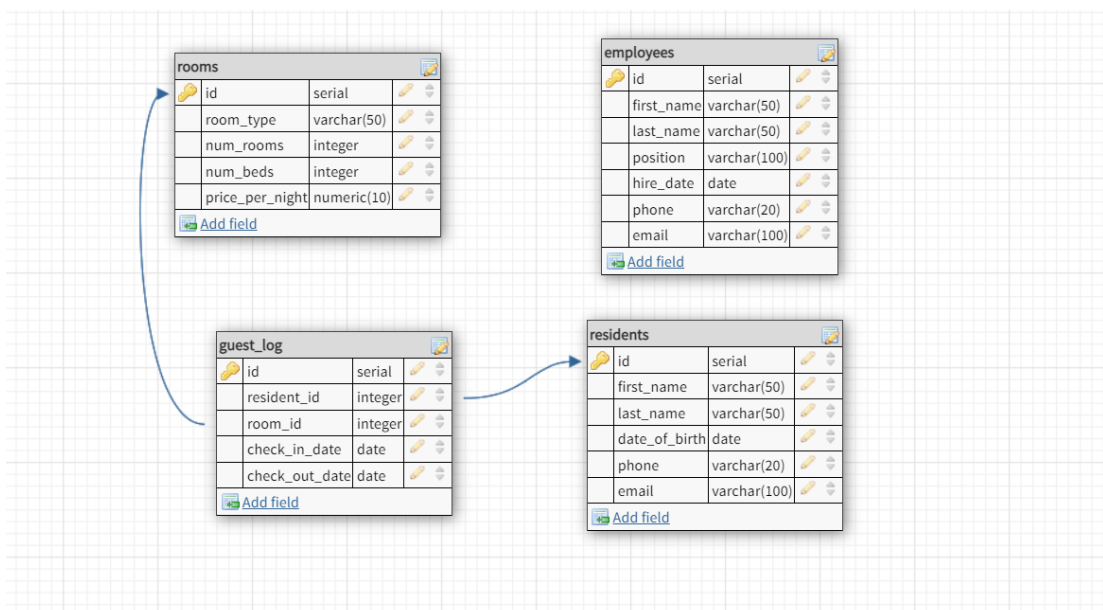 rooms
id serial
room_type varchar(50)
num_rooms integer
num_beds integer
price_per_night numeric(10)
Add field
employees
id serial
first_name varchar(50)
last_name varchar(50)
position varchar(100)
hire_date date
phone varchar(20)
email varchar(100)
Add field
guest_log
id serial
resident_id integer
room_id integer
check_in_date date
check_out_date date
Add field
residents
id serial
first_name varchar(50)
last_name varchar(50)
date_of_birth date
phone varchar(20)
email varchar(100)
Add field